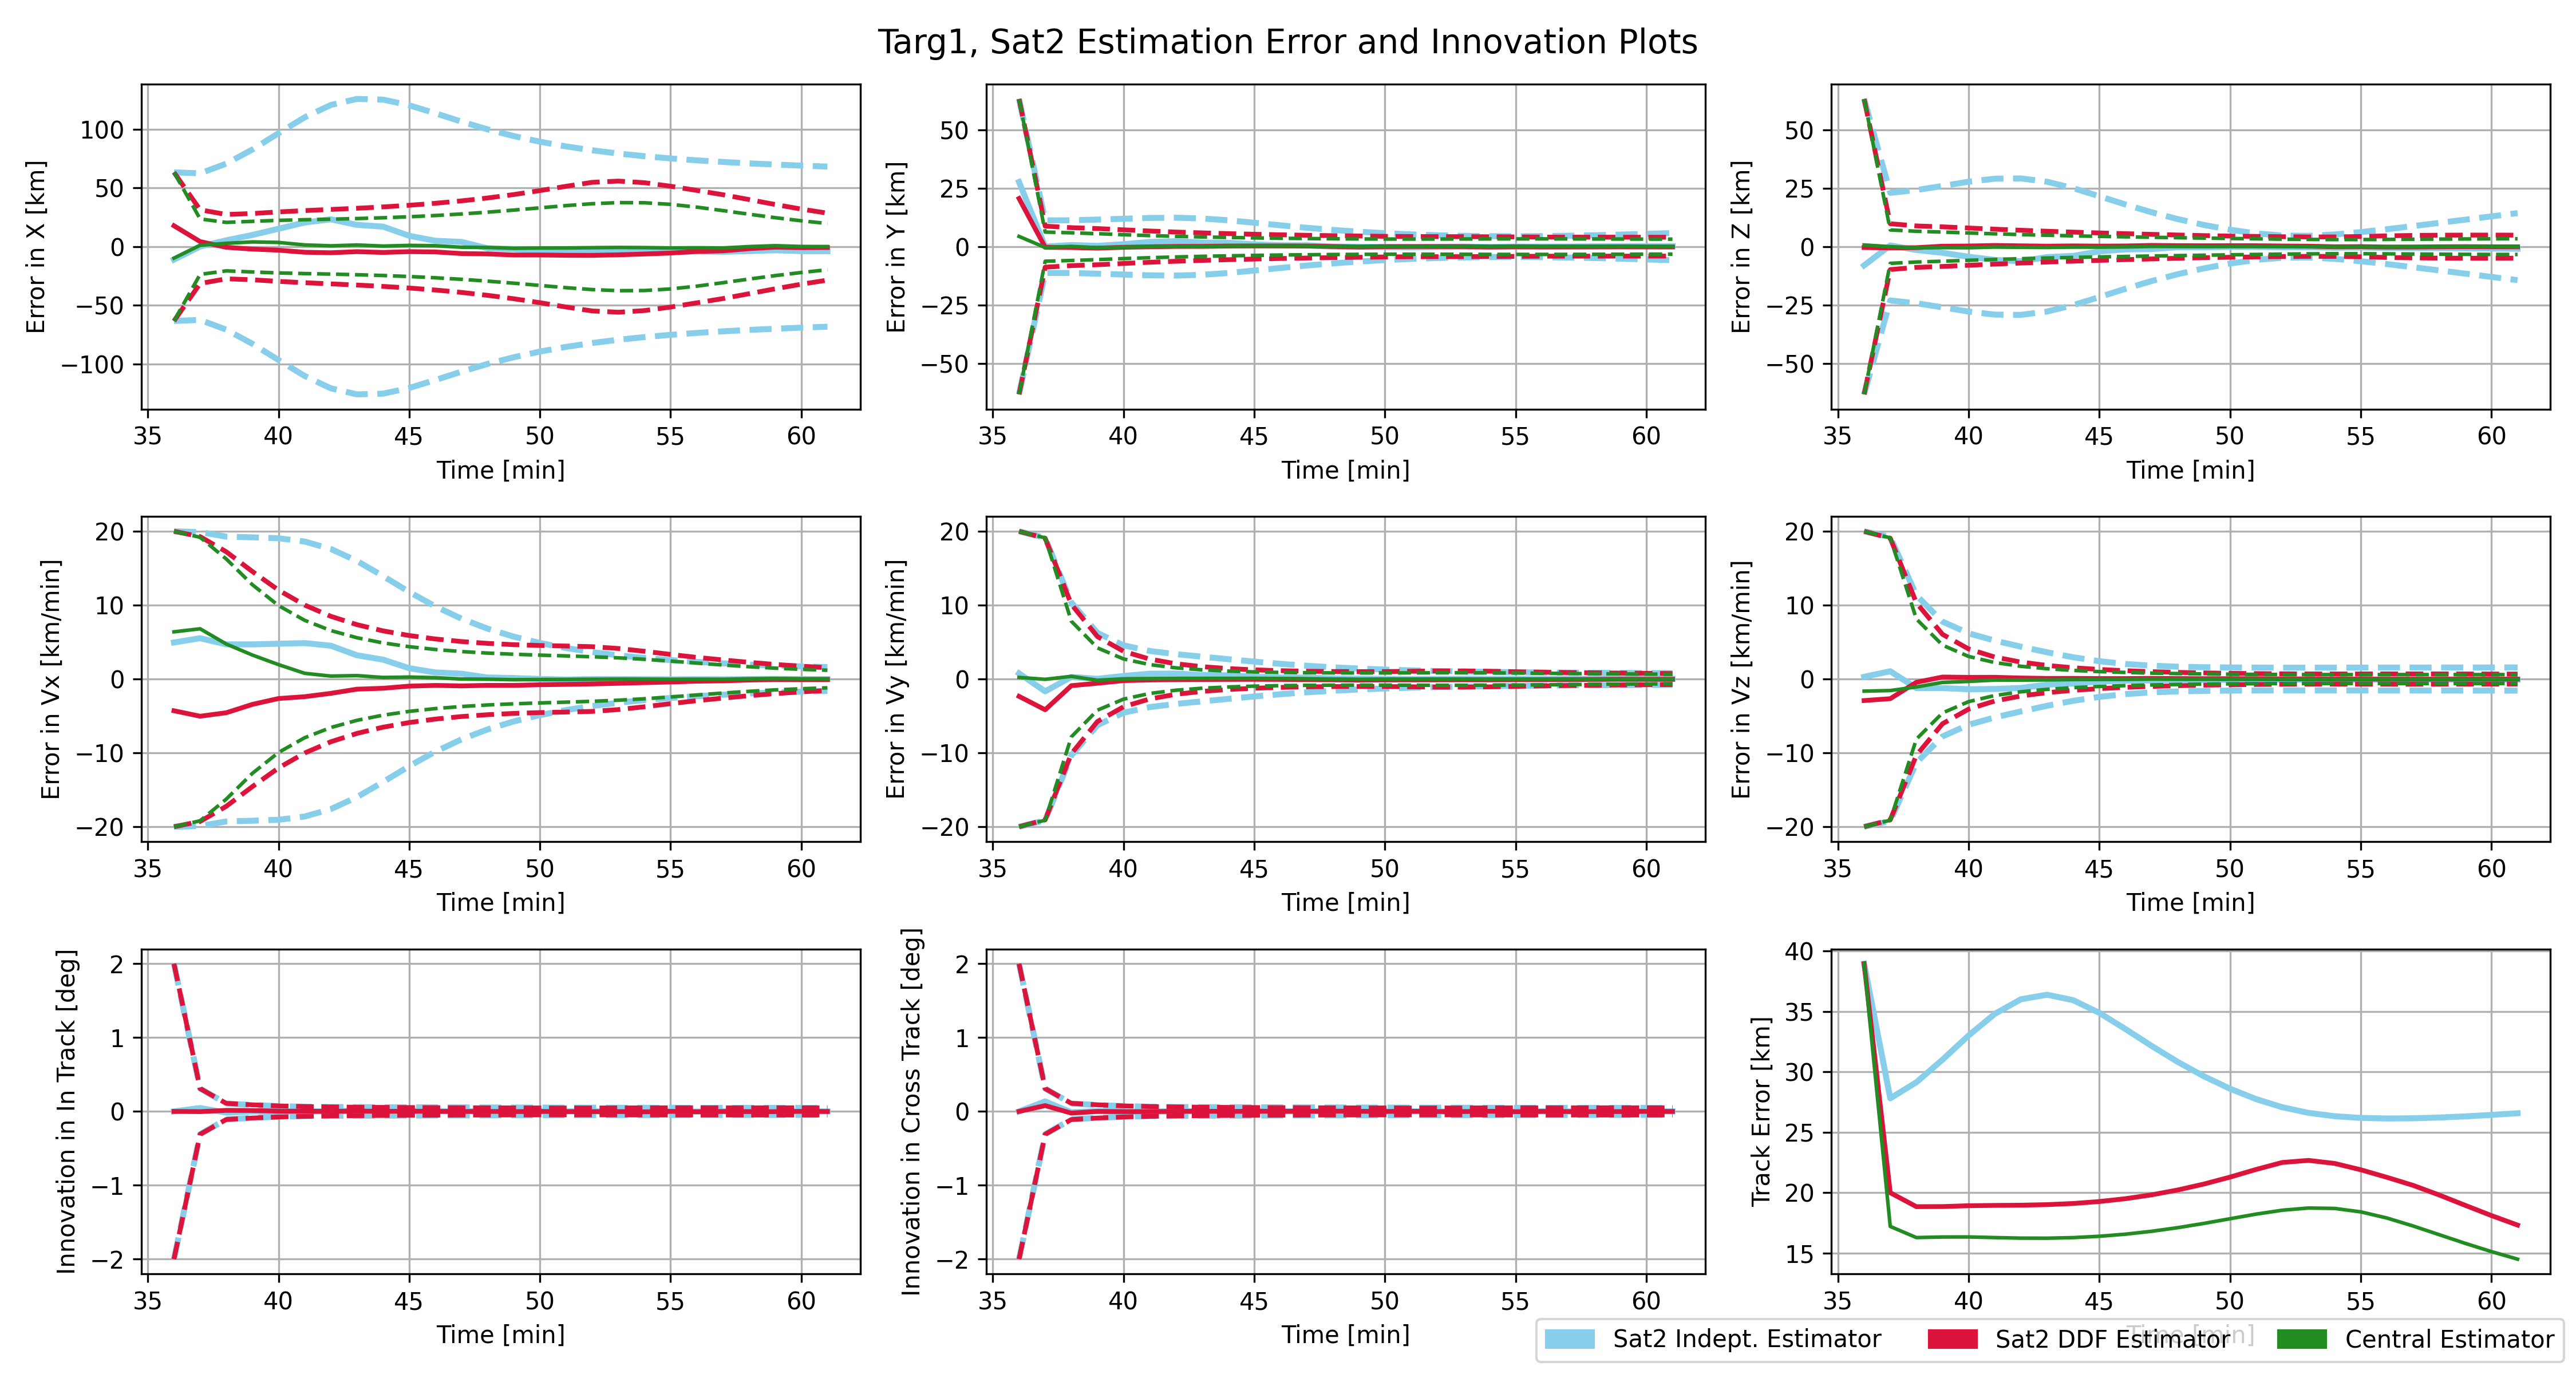 Targ1, Sat2 Estimation Error and Innovation Plots
Error in X [km]
100
50
0
−50
−100
35 40 45 50 55 60
Time [min]
Error in Y [km]
50
25
0
−25
−50
35 40 45 50 55 60
Time [min]
Error in Z [km]
50
25
0
−25
−50
35 40 45 50 55 60
Time [min]
Error in Vx [km/min]
20
10
0
−10
−20
35 40 45 50 55 60
Time [min]
Error in Vy [km/min]
20
10
0
−10
−20
35 40 45 50 55 60
Time [min]
Error in Vz [km/min]
20
10
0
−10
−20
35 40 45 50 55 60
Time [min]
Innovation in In Track [deg]
2
1
0
−1
−2
35 40 45 50 55 60
Time [min]
Innovation in Cross Track [deg]
2
1
0
−1
−2
35 40 45 50 55 60
Time [min]
Track Error [km]
40
35
30
25
20
15
35 40 45 50 55 60
Time [min]
Sat2 Indept. Estimator
Sat2 DDF Estimator
Central Estimator